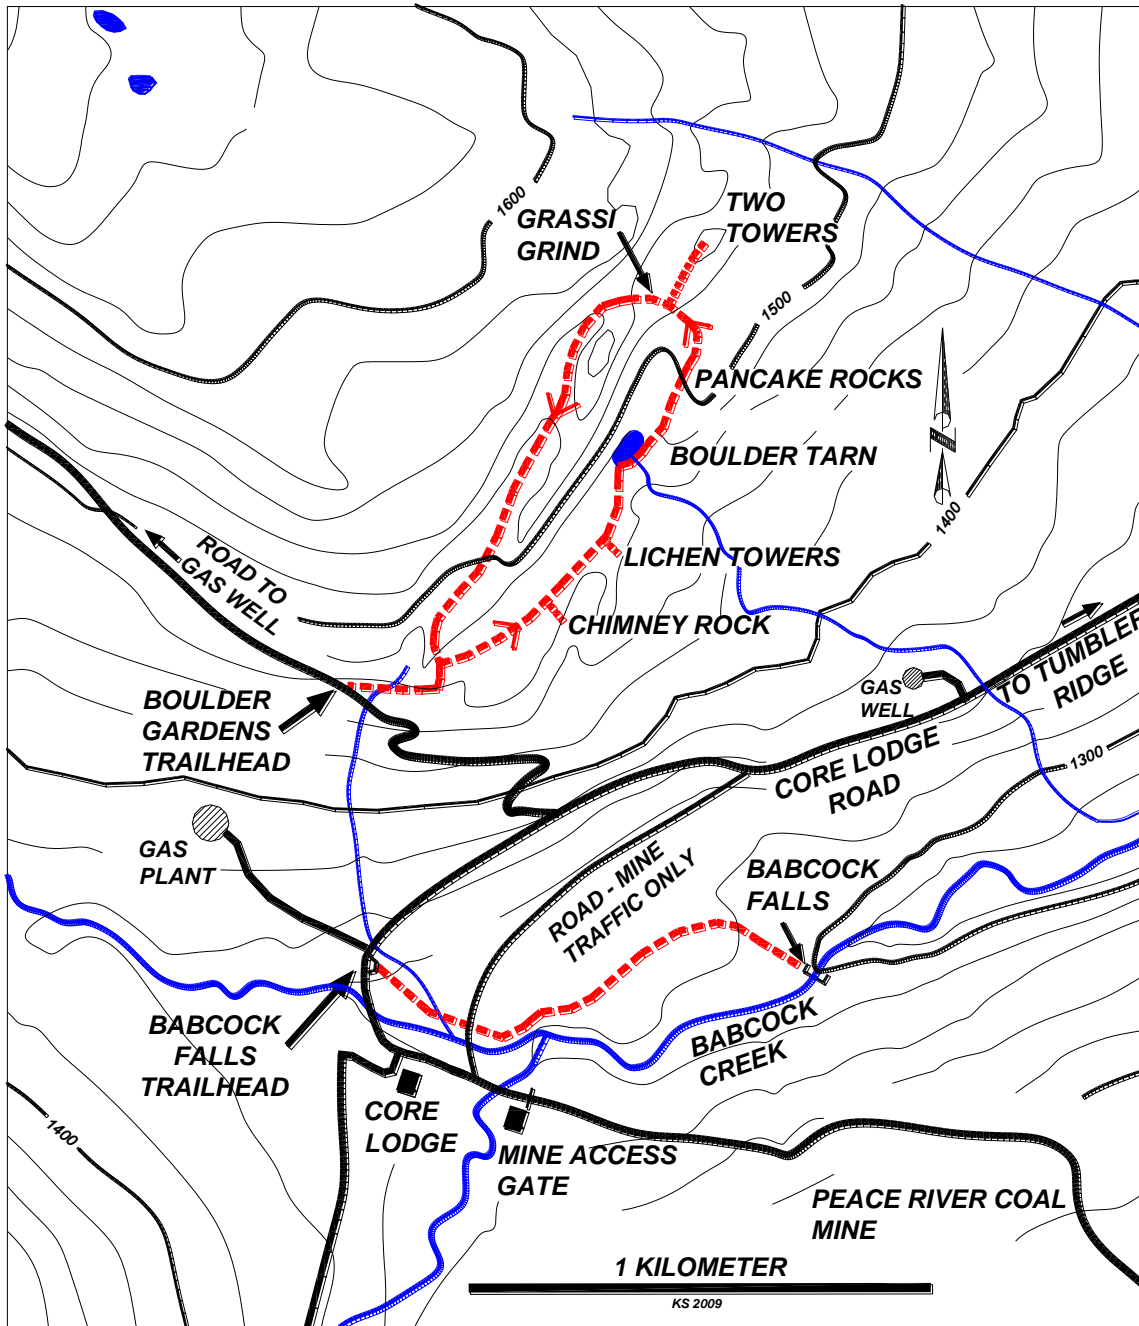 TWO
TOWERS
1600
GRASSI
GRIND
1500
PANCAKE ROCKS
BOULDER TARN
N
1400
ROAD TO
GAS WELL
LICHEN TOWERS
CHIMNEY ROCK
BOULDER
GARDENS
TRAILHEAD
GAS
WELL
TO TUMBLER
RIDGE
CORE LODGE
ROAD
1300
GAS
PLANT
ROAD - MINE
TRAFFIC ONLY
BABCOCK
FALLS
BABCOCK
FALLS
TRAILHEAD
BABCOCK
CREEK
1400
CORE
LODGE
MINE ACCESS
GATE
PEACE RIVER COAL
MINE
1 KILOMETER
KS 2009